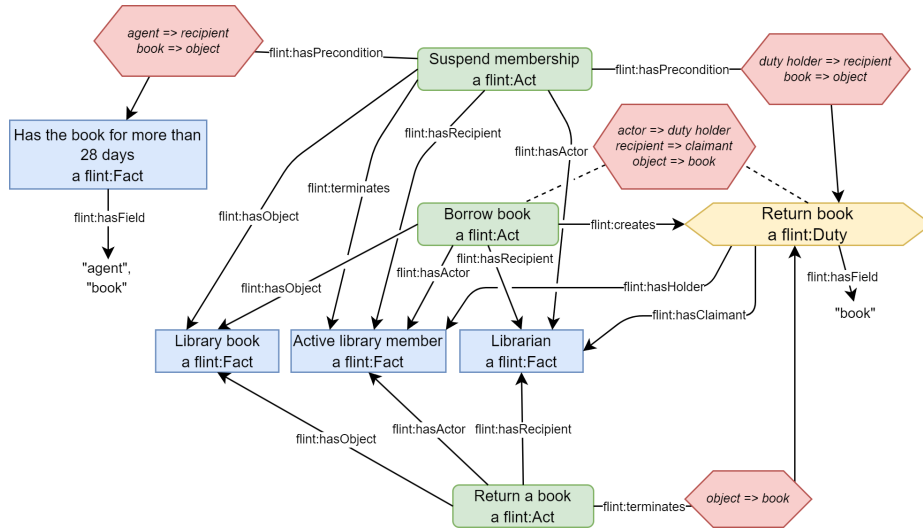 agent => recipient
book => object
flint:hasPrecondition
Suspend membership
a flint:Act
flint:hasPrecondition
duty holder => recipient
book => object
Has the book for more than
28 days
a flint:Fact
flint:hasRecipient
flint:hasActor
actor => duty holder
recipient => claimant
object => book
flint:terminates
flint:hasField
flint:hasObject
"agent",
"book"
Borrow book
a flint:Act
flint:creates
Return book
a flint:Duty
flint:hasActor
flint:hasRecipient
flint:hasObject
flint:hasHolder
flint:hasField
flint:hasClaimant
"book"
Library book
a flint:Fact
Active library member
a flint:Fact
Librarian
a flint:Fact
flint:hasObject
flint:hasActor
flint:hasRecipient
Return a book
a flint:Act
flint:terminates
object => book